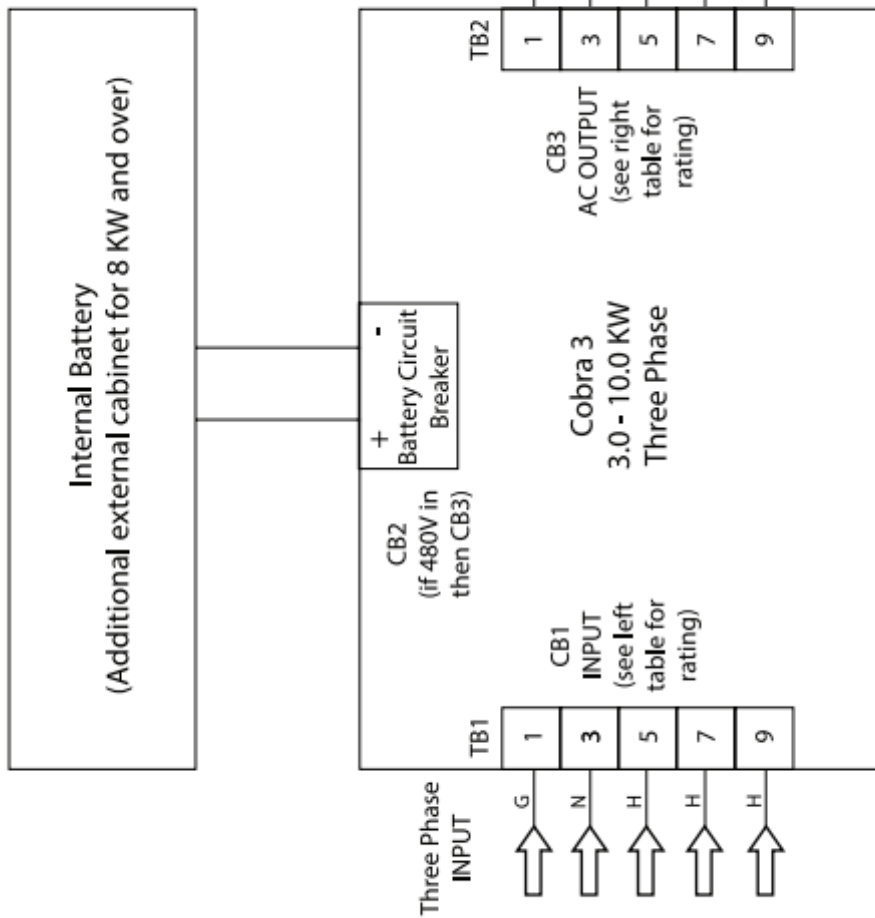 Internal Battery
(Additional external cabinet for 8 KW and over)
+ -
Battery Circuit
Breaker
CB2
(if 480V in
then CB3)
Three Phase
INPUT
TB1
G
N
H
H
H
1
3
5
7
9
CB1
INPUT
(see left
table for
rating)
Cobra 3
3.0 - 10.0 KW
Three Phase
CB3
AC OUTPUT
(see right
table for
rating)
TB2
1
3
5
7
9